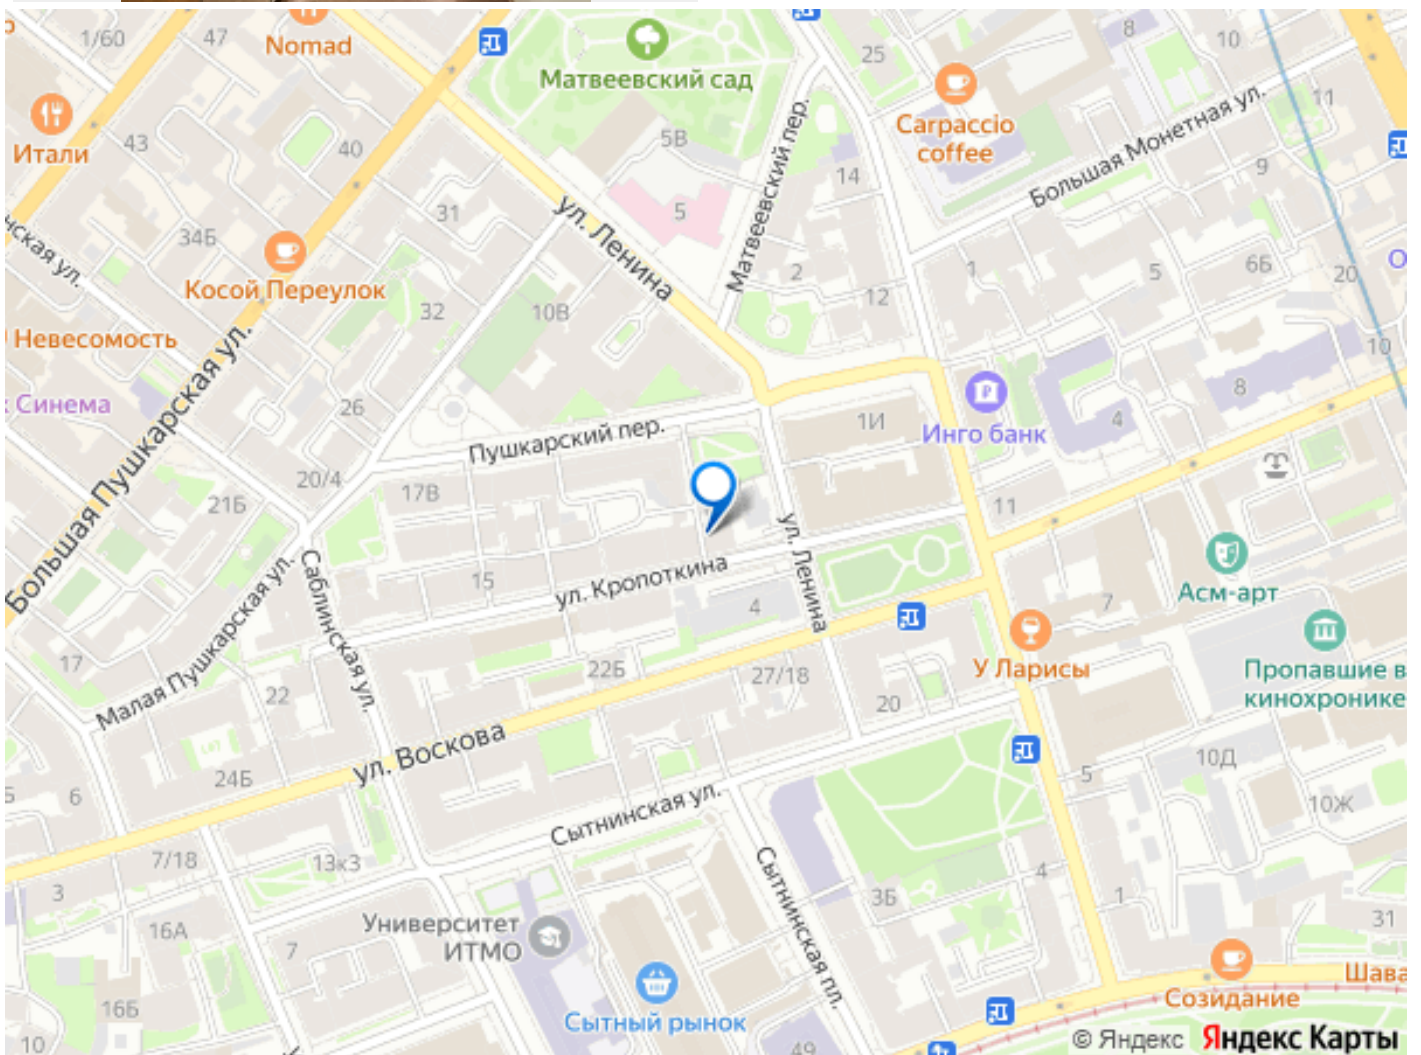 1/60
47
Nomad
Матвеевский сад
25
8
10
Carpaccio
coffee
11
Итали
43
40
5В
Матвеевский пер.
14
Большая Монетная ул.
9
31
ул. Ленина
5
34Б
нская ул.
Косой Переулок
32
10В
2
12
1
5
6Б
20
О
Невесомость
Большая Пушкарская ул.
10
к Синема
26
1И
Инго банк
4
8
Пушкарский пер.
20/4
17В
21Б
11
ул. Ленина
Малая Пушкарская ул.
Саблинская ул.
15
ул. Кропоткина
4
Асм-арт
7
17
22
22Б
27/18
20
У Ларисы
Пропавшие в
кинохронике
ул. Воскова
24Б
5
6
Сытнинская ул.
5
10Д
10Ж
7/18
13к3
3
Сытнинская пл.
3Б
4
1
16А
7
Университет
ИТМО
31
16Б
Сытный рынок
Созидание
Шава
10
49
© Яндекс Яндекс Карты